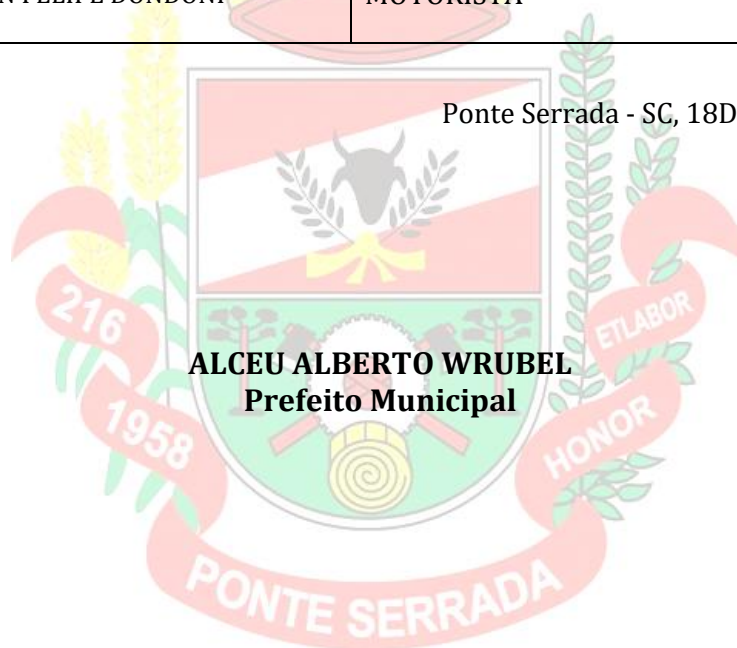 MOTORISTA
Ponte Serrada - SC, 18D
216
1958
ETLABOR
HONOR
ALCEU ALBERTO WRUBEL
Prefeito Municipal
PONTE SERRADA